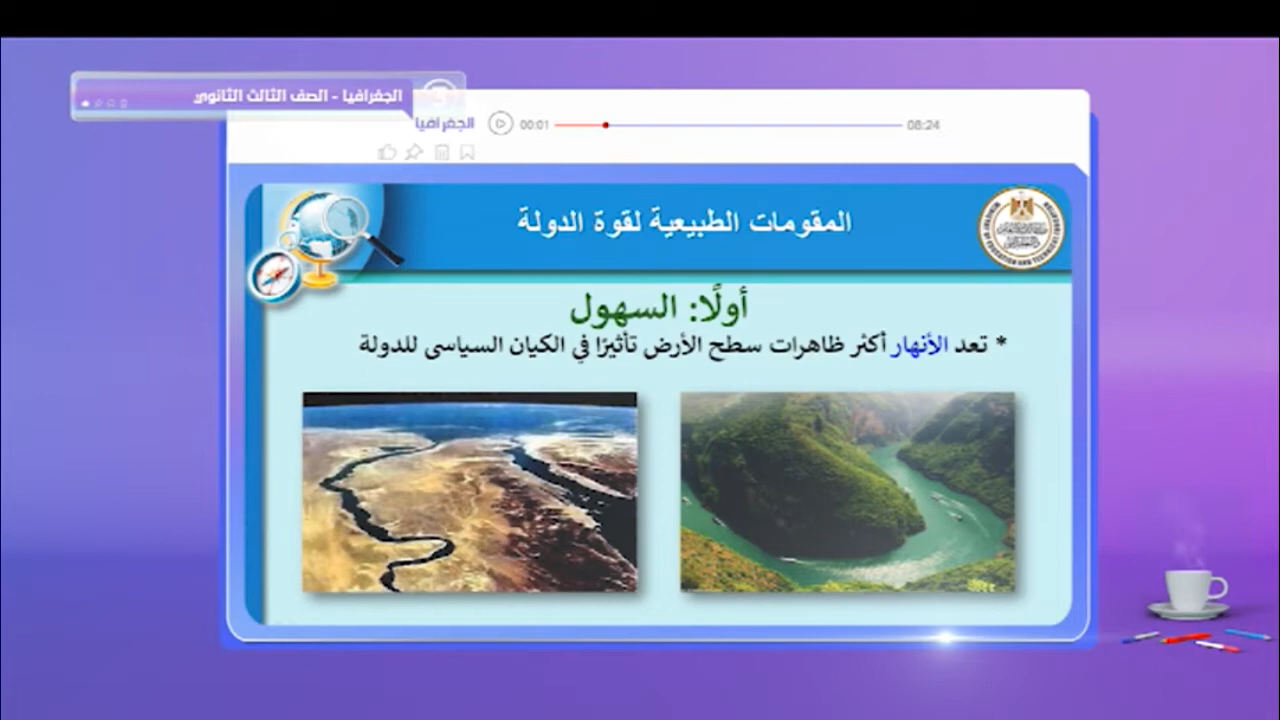 الجغرافيا - الصف الثالث الثانوي
الجغرافيا
00:01
08:24
المقومات الطبيعية لقوة الدولة
أولًا: السهول
* تعد الأنهار أكثر ظاهرات سطح الأرض تأثيرًا في الكيان السياسى للدولة